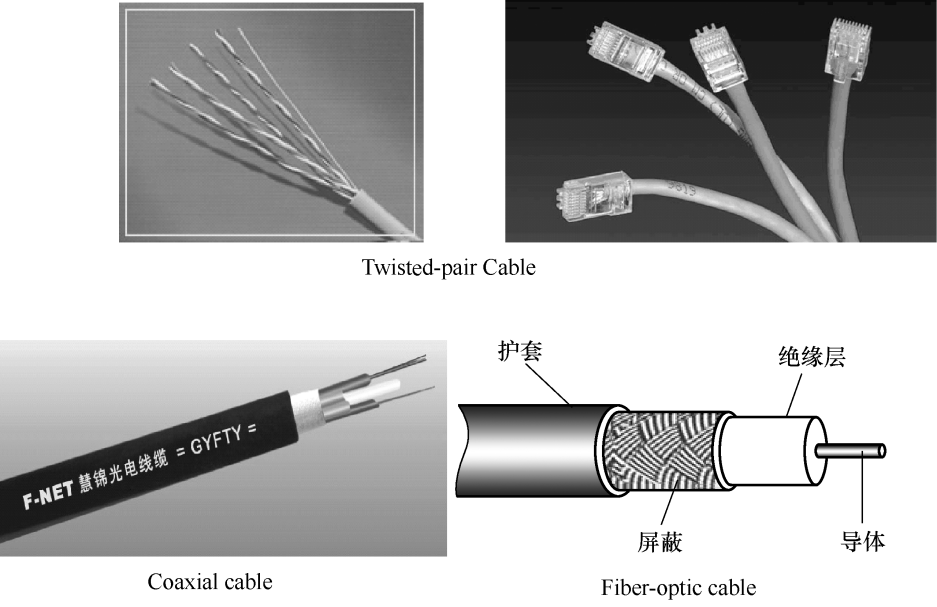 Twisted-pair Cable
F-NET 慧锦光电线缆 = GYFTY =
护套
绝缘层
屏蔽
导体
Coaxial cable
Fiber-optic cable